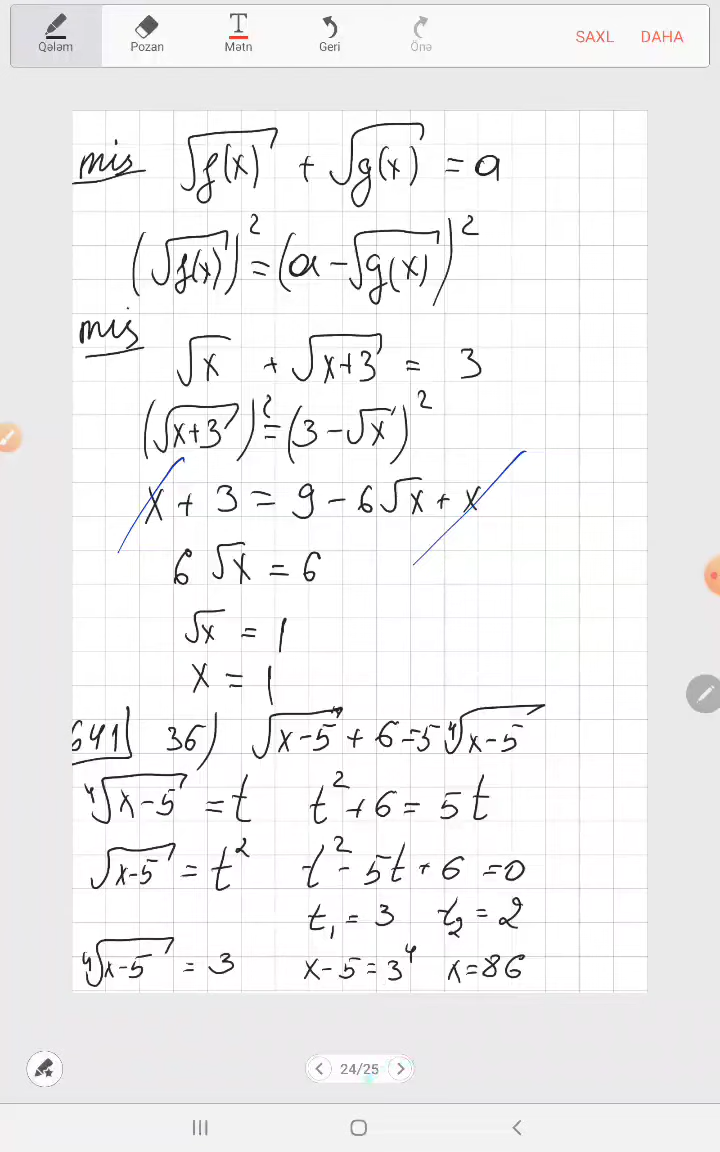 Qələm Pozan Mətn Geri Önə SAXL DAHA
mis √f(x) + √g(x) = a
(√f(x))² = (a - √g(x))²
mis
√x + √x+3 = 3
(√x+3)² = (3 - √x)²
x + 3 = 9 - 6√x + x
6 √x = 6
√x = 1
x = 1
641| 36) √x-5 + 6 = 5 ⁴√x-5
⁴√x-5 = t t² + 6 = 5t
√x-5 = t² t² - 5t + 6 = 0
t₁ = 3 t₂ = 2
⁴√x-5 = 3 x - 5 = 3⁴ x = 86
24/25